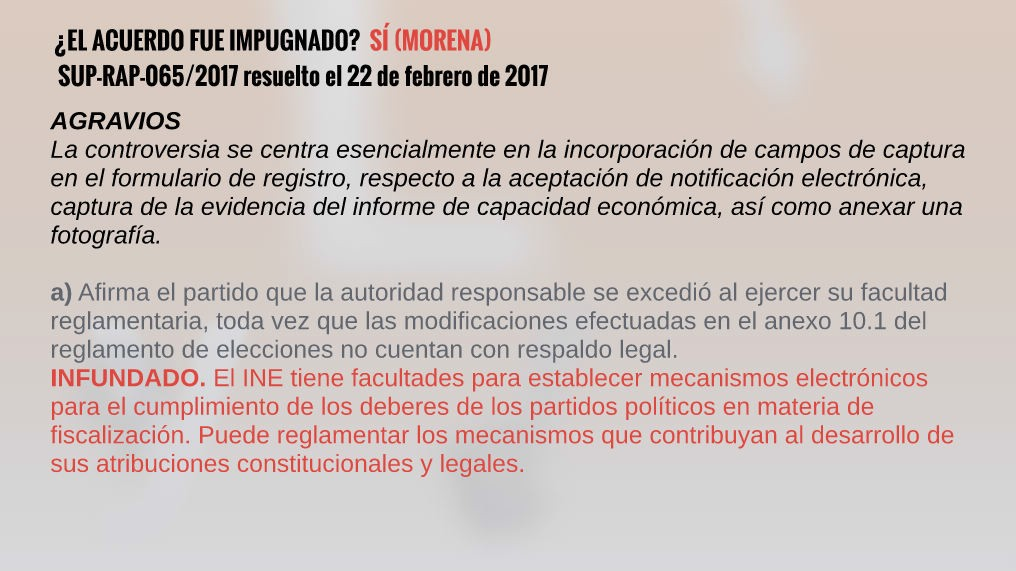 ¿EL ACUERDO FUE IMPUGNADO? SÍ (MORENA)
SUP-RAP-065/2017 resuelto el 22 de febrero de 2017
AGRAVIOS
La controversia se centra esencialmente en la incorporación de campos de captura
en el formulario de registro, respecto a la aceptación de notificación electrónica,
captura de la evidencia del informe de capacidad económica, así como anexar una
fotografía.
a) Afirma el partido que la autoridad responsable se excedió al ejercer su facultad
reglamentaria, toda vez que las modificaciones efectuadas en el anexo 10.1 del
reglamento de elecciones no cuentan con respaldo legal.
INFUNDADO. El INE tiene facultades para establecer mecanismos electrónicos
para el cumplimiento de los deberes de los partidos políticos en materia de
fiscalización. Puede reglamentar los mecanismos que contribuyan al desarrollo de
sus atribuciones constitucionales y legales.